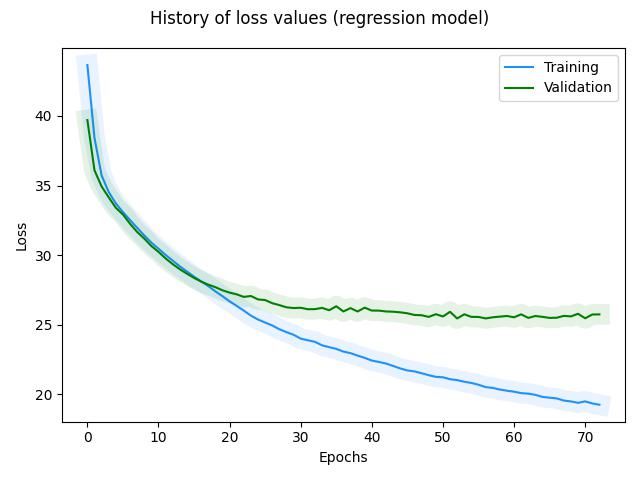 History of loss values (regression model)
Training
Validation
Loss
40
35
30
25
20
0 10 20 30 40 50 60 70
Epochs